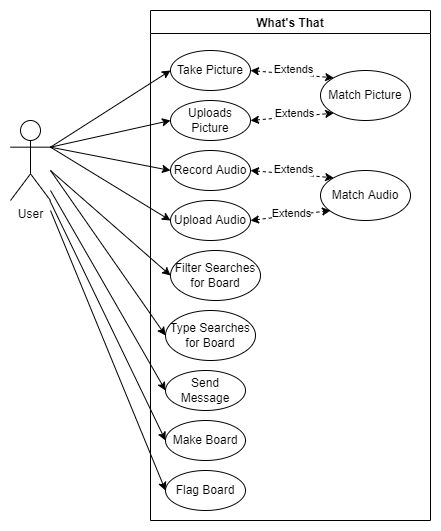 What's That
Take Picture
Extends
Match Picture
Uploads
Picture
Extends
Record Audio
Extends
Match Audio
Upload Audio
Extends
User
Filter Searches
for Board
Type Searches
for Board
Send
Message
Make Board
Flag Board